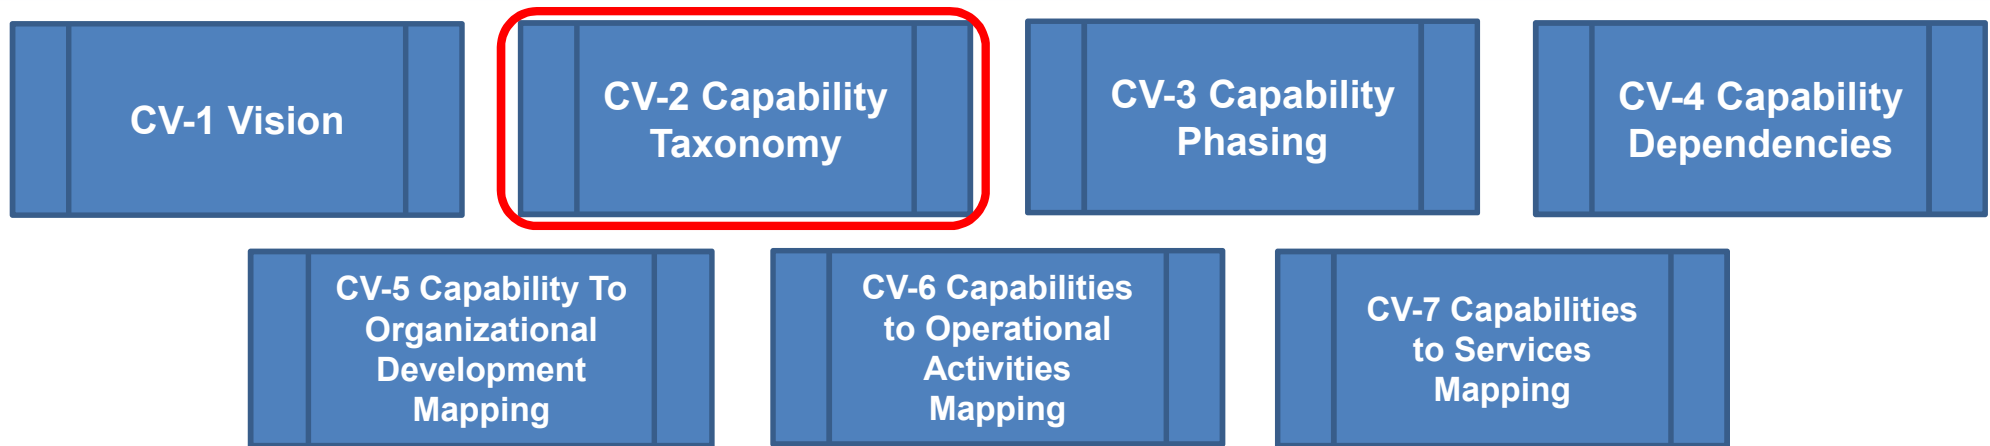 CV-1 Vision
CV-2 Capability
Taxonomy
CV-3 Capability
Phasing
CV-4 Capability
Dependencies
CV-5 Capability To
Organizational
Development
Mapping
CV-6 Capabilities
to Operational
Activities
Mapping
CV-7 Capabilities
to Services
Mapping